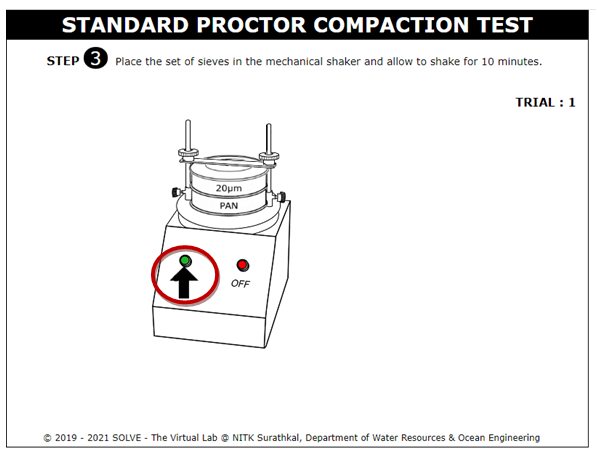 STANDARD PROCTOR COMPACTION TEST
STEP 3 Place the set of sieves in the mechanical shaker and allow to shake for 10 minutes.
TRIAL : 1
20µm
PAN
OFF
© 2019 - 2021 SOLVE - The Virtual Lab @ NITK Surathkal, Department of Water Resources & Ocean Engineering